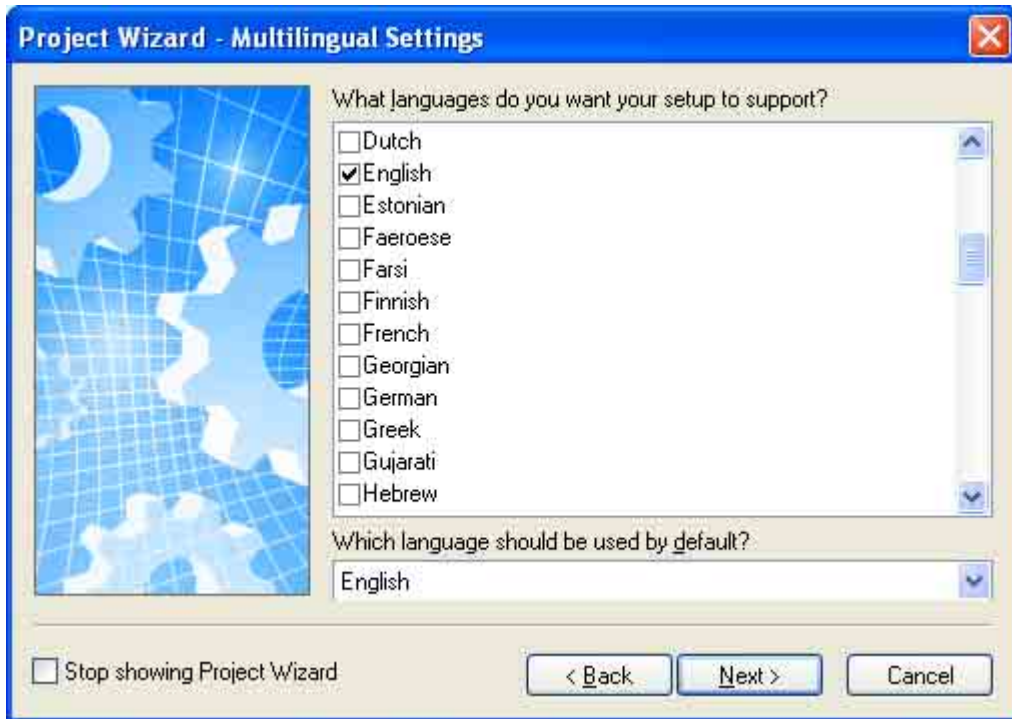 Project Wizard - Multilingual Settings
What languages do you want your setup to support?
Dutch
English
Estonian
Faeroese
Farsi
Finnish
French
Georgian
German
Greek
Gujarati
Hebrew
Which language should be used by default?
English
Stop showing Project Wizard
< Back
Next >
Cancel